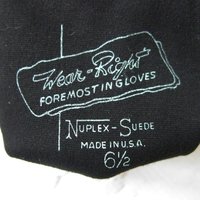 Wear-Right
FOREMOST IN GLOVES
NUPLEX-SUEDE
MADE IN U.S.A.
6½